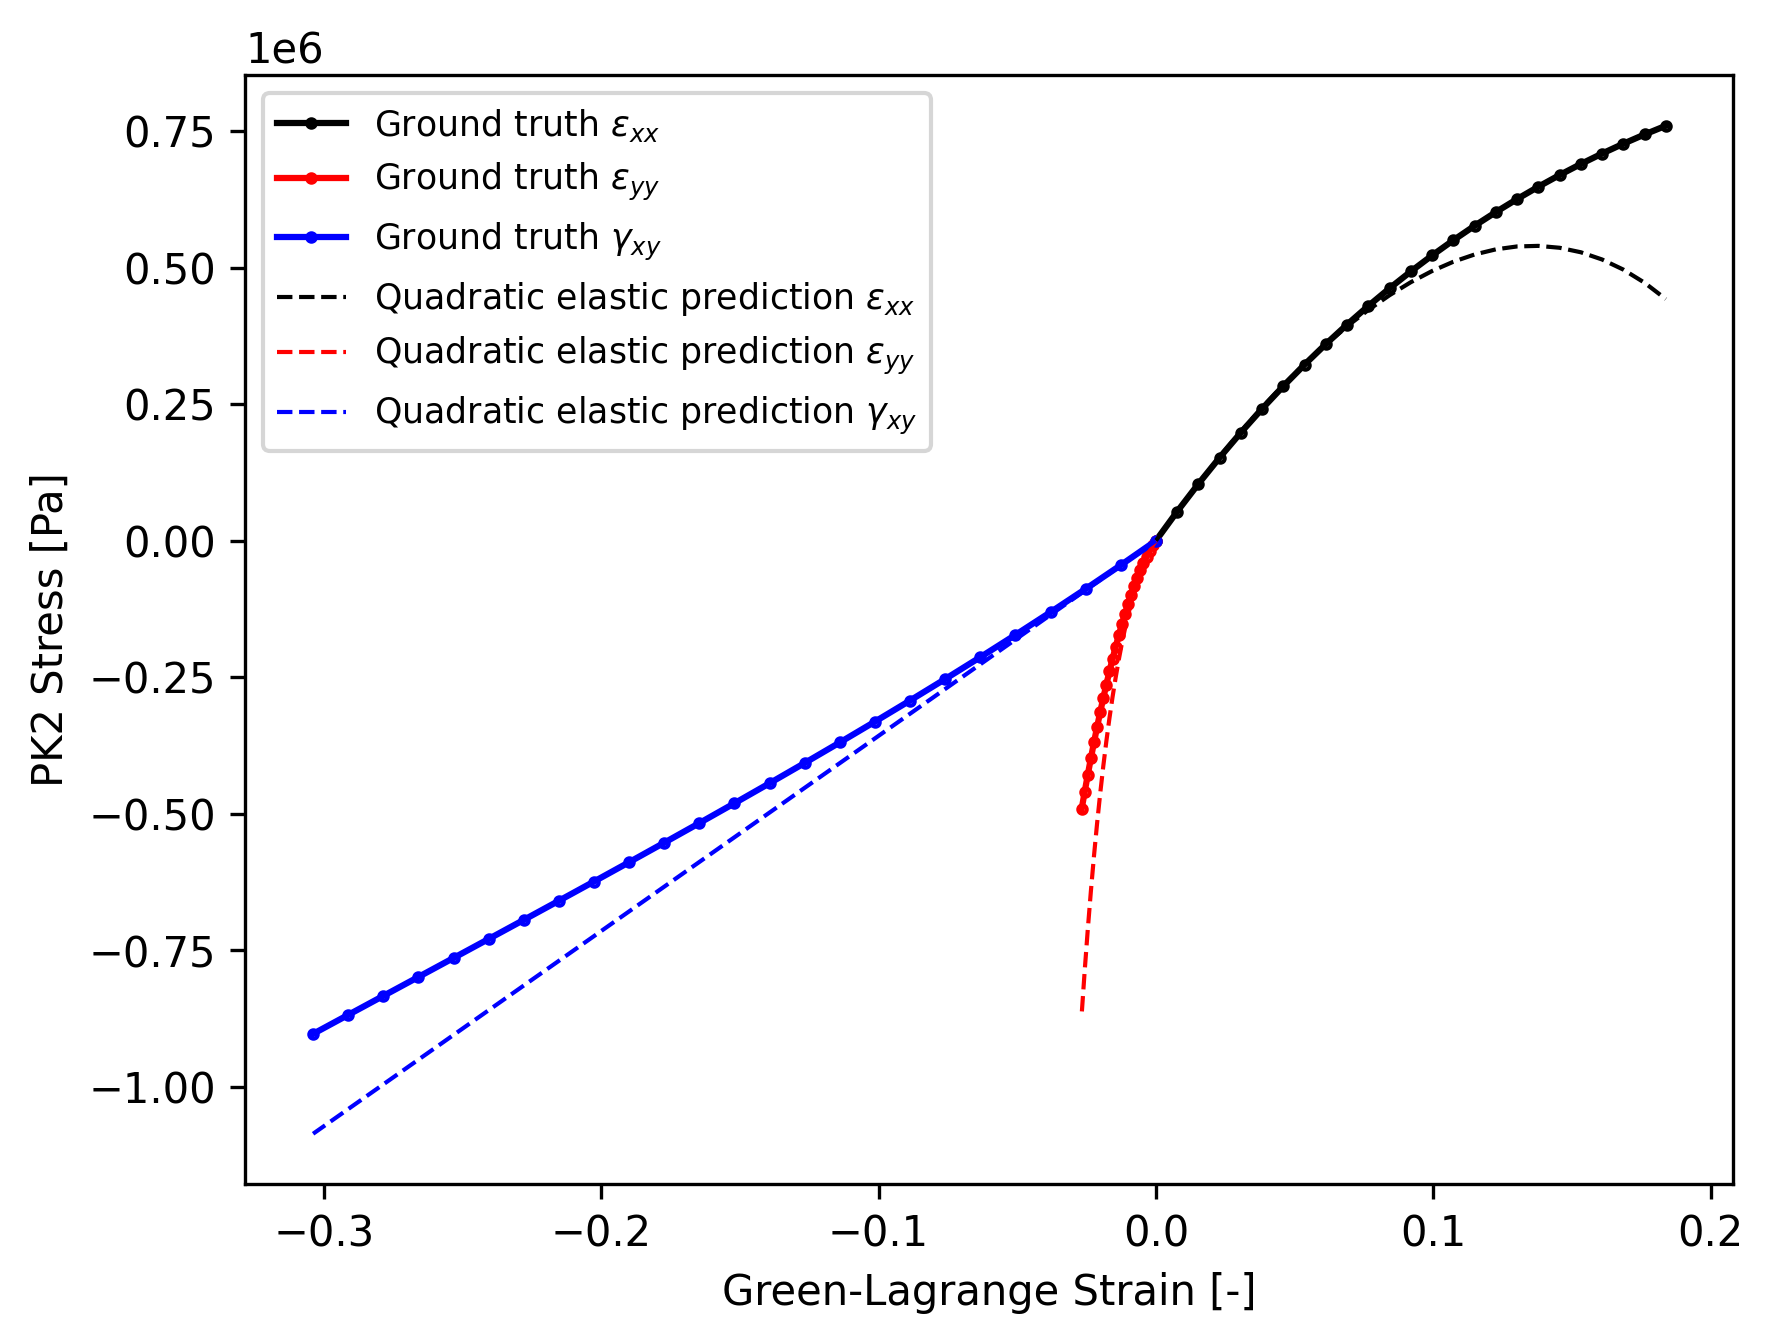 1e6
Ground truth εxx
Ground truth εyy
Ground truth γxy
Quadratic elastic prediction εxx
Quadratic elastic prediction εyy
Quadratic elastic prediction γxy
0.75
0.50
0.25
0.00
−0.25
−0.50
−0.75
−1.00
PK2 Stress [Pa]
−0.3 −0.2 −0.1 0.0 0.1 0.2
Green-Lagrange Strain [-]